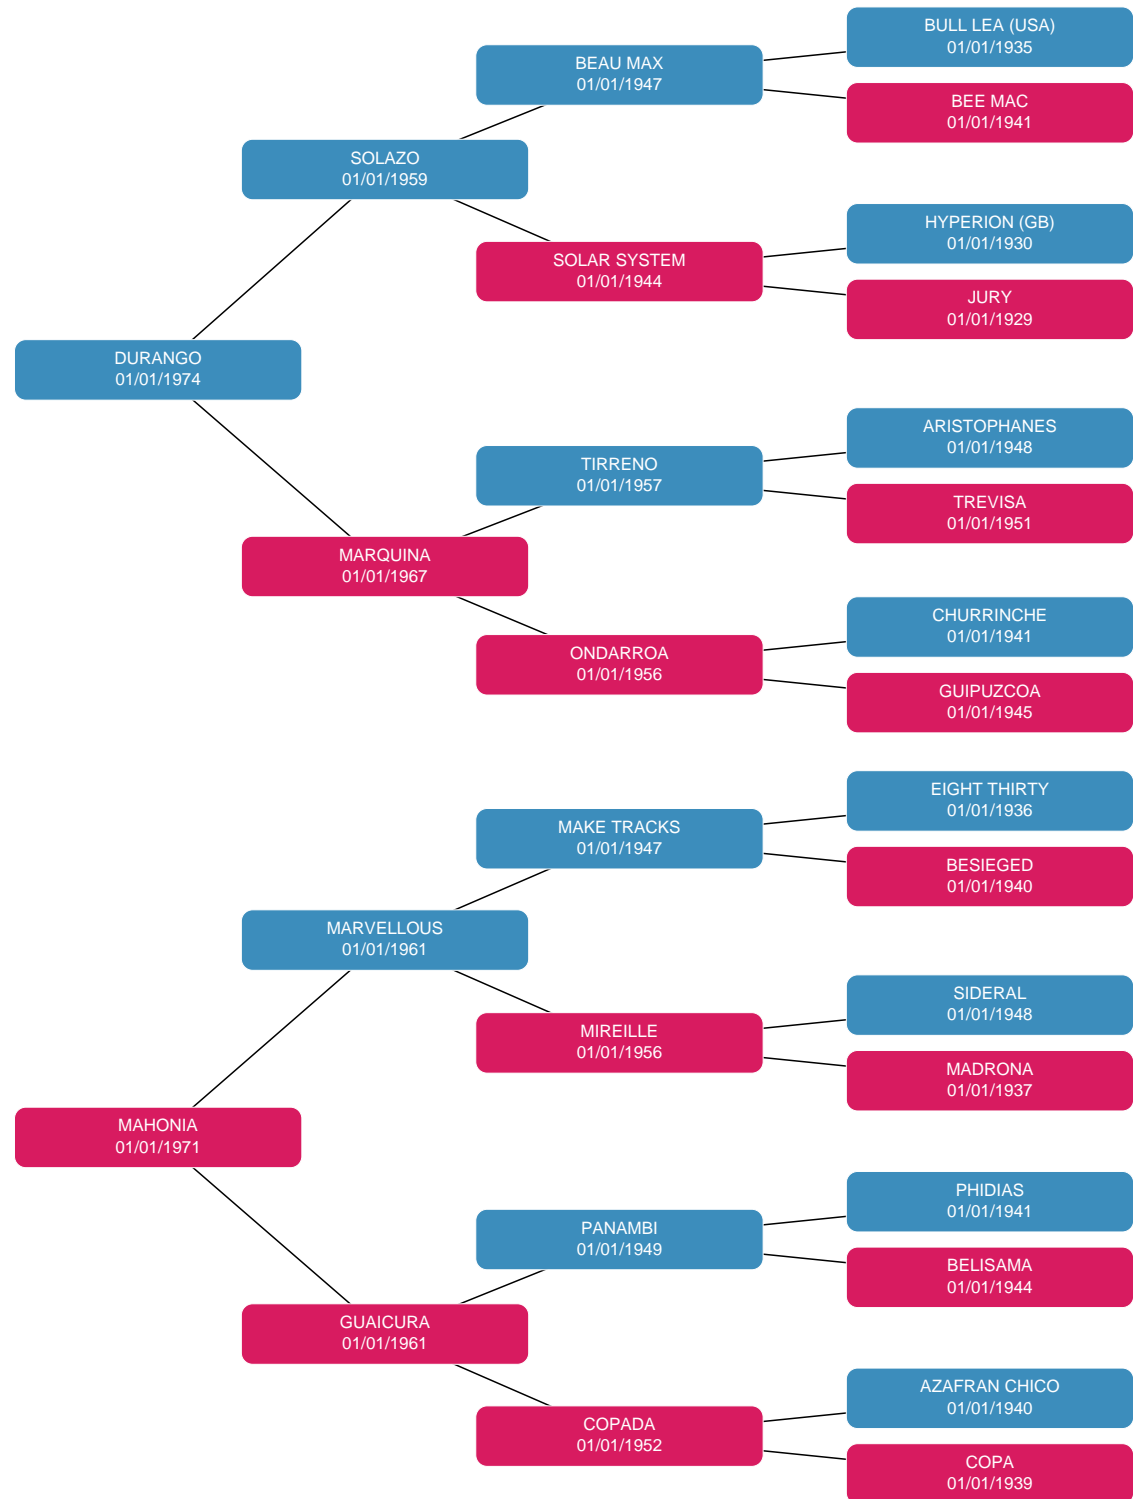 BULL LEA (USA)
01/01/1935
BEAU MAX
01/01/1947
BEE MAC
01/01/1941
SOLAZO
01/01/1959
HYPERION (GB)
01/01/1930
SOLAR SYSTEM
01/01/1944
JURY
01/01/1929
DURANGO
01/01/1974
ARISTOPHANES
01/01/1948
TIRRENO
01/01/1957
TREVISA
01/01/1951
MARQUINA
01/01/1967
CHURRINCHE
01/01/1941
ONDARROA
01/01/1956
GUIPUZCOA
01/01/1945
EIGHT THIRTY
01/01/1936
MAKE TRACKS
01/01/1947
BESIEGED
01/01/1940
MARVELLOUS
01/01/1961
SIDERAL
01/01/1948
MIREILLE
01/01/1956
MADRONA
01/01/1937
MAHONIA
01/01/1971
PHIDIAS
01/01/1941
PANAMBI
01/01/1949
BELISAMA
01/01/1944
GUAICURA
01/01/1961
AZAFRAN CHICO
01/01/1940
COPADA
01/01/1952
COPA
01/01/1939